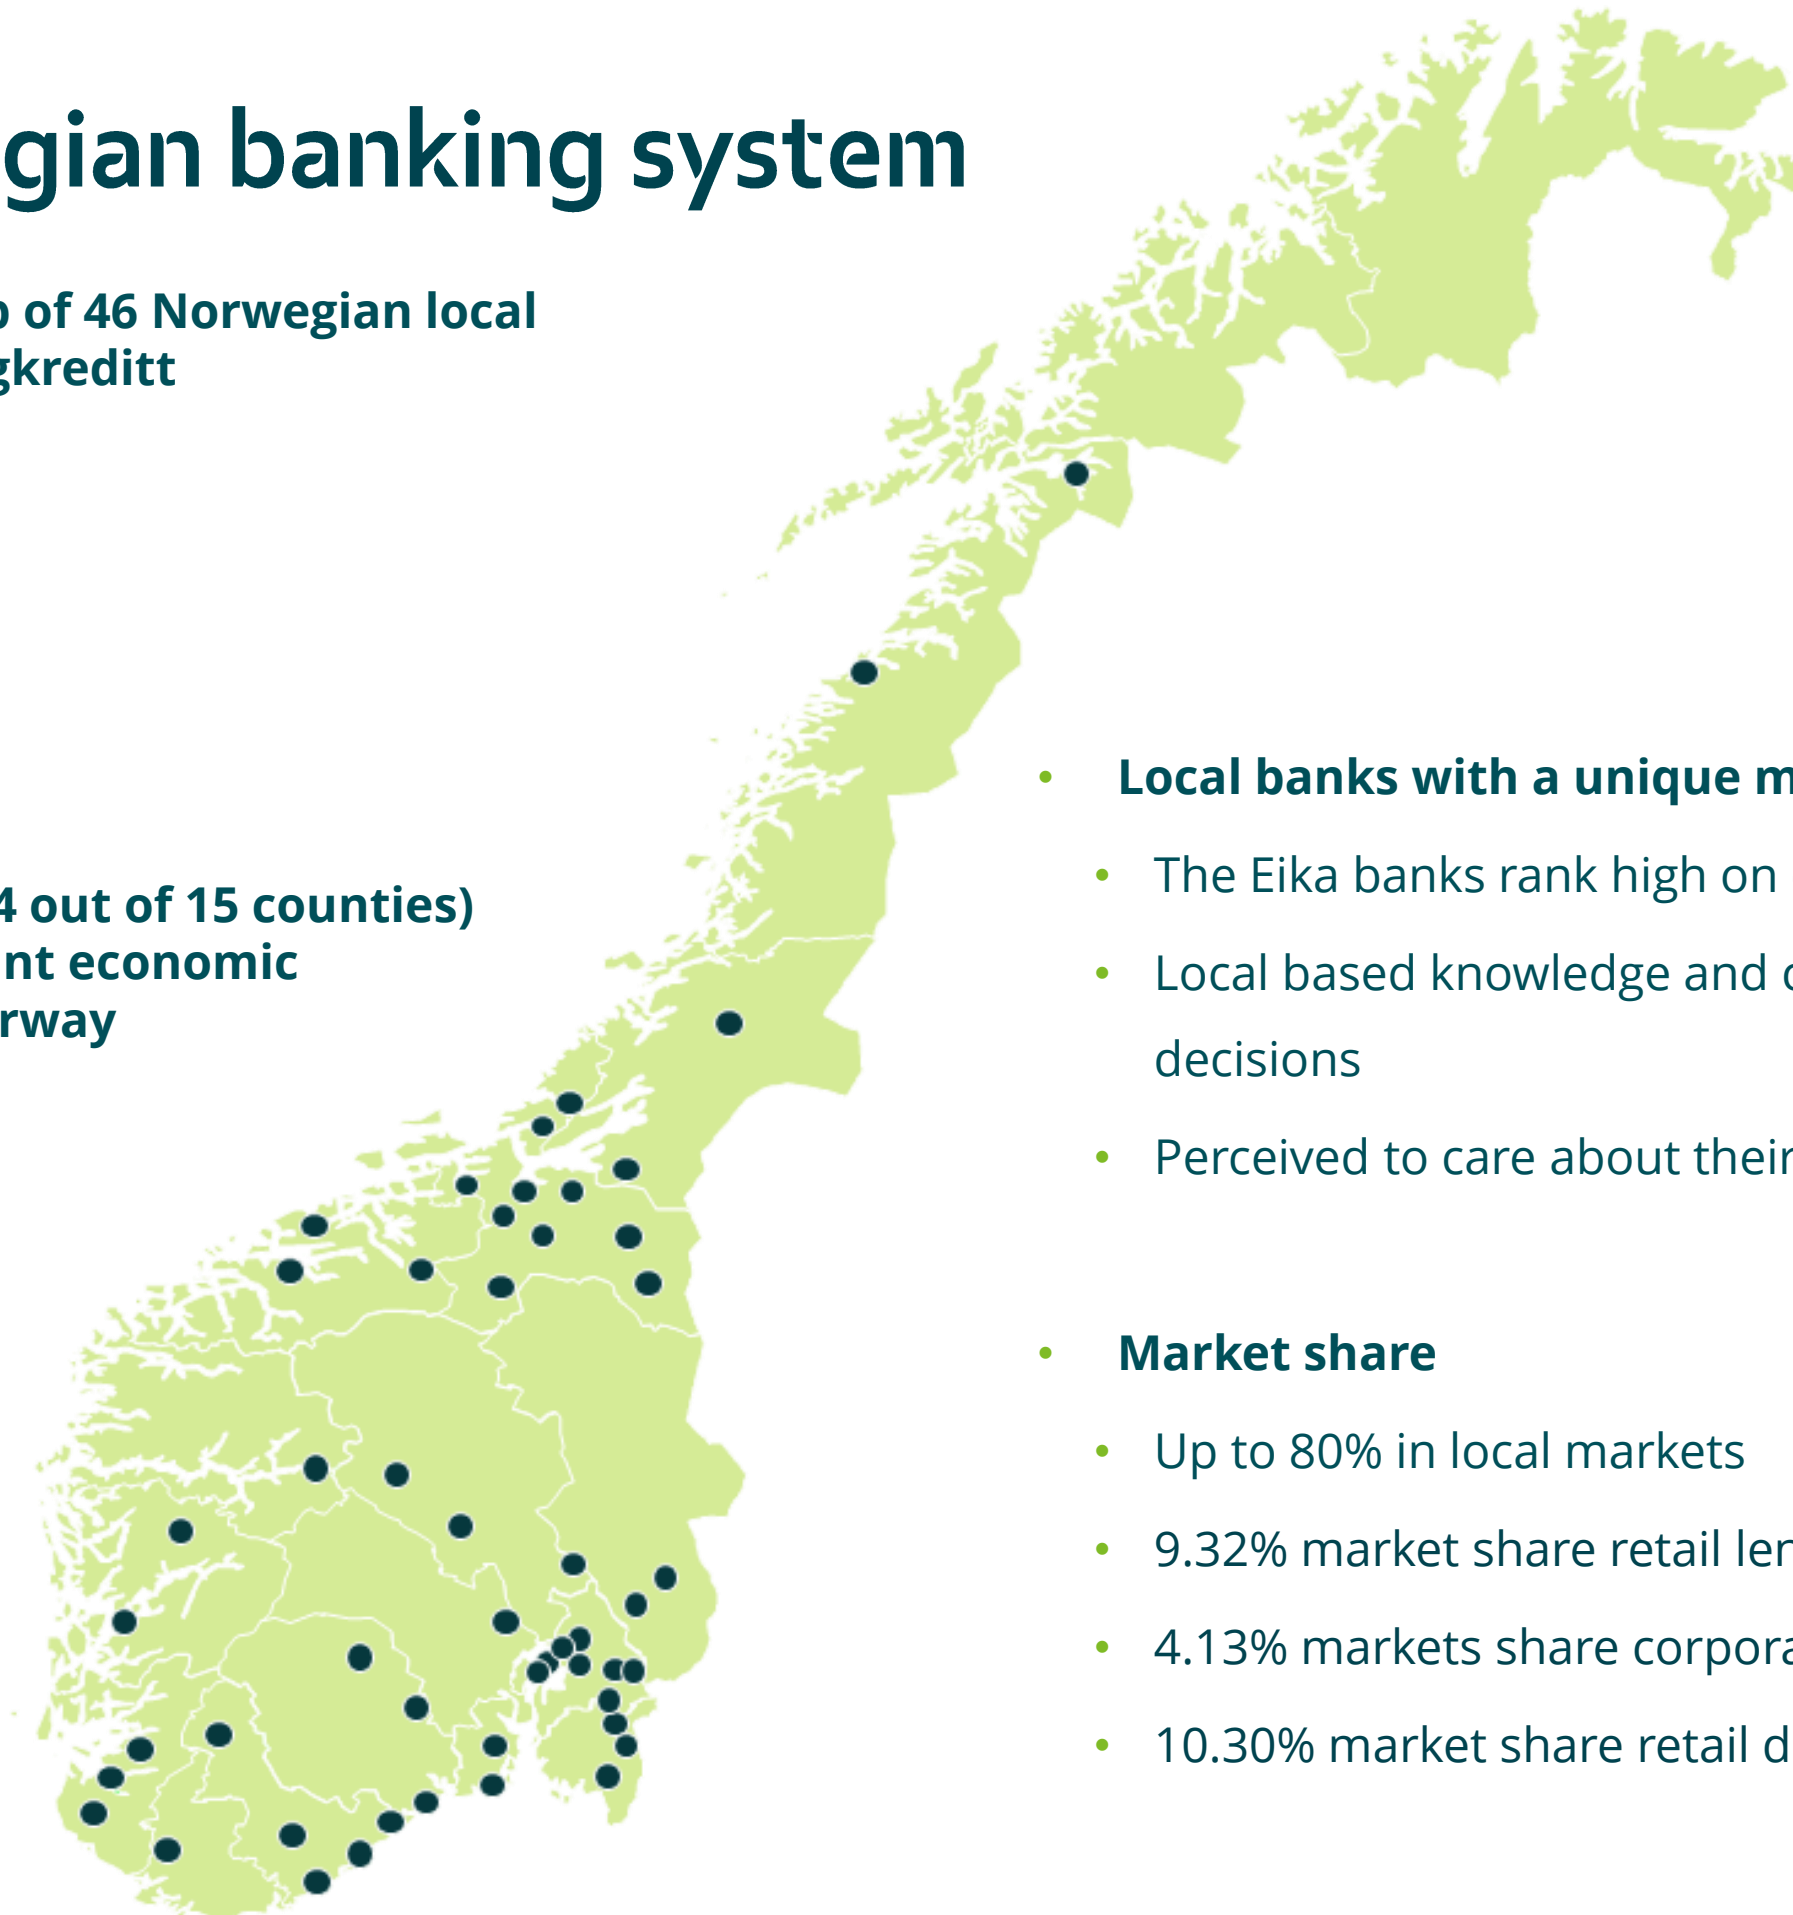 gian banking system
of 46 Norwegian local
gkreditt
4 out of 15 counties)
nt economic
rway
• Local banks with a unique m
• The Eika banks rank high on
• Local based knowledge and
decisions
• Perceived to care about their
• Market share
• Up to 80% in local markets
• 9.32% market share retail len
• 4.13% markets share corpora
• 10.30% market share retail d